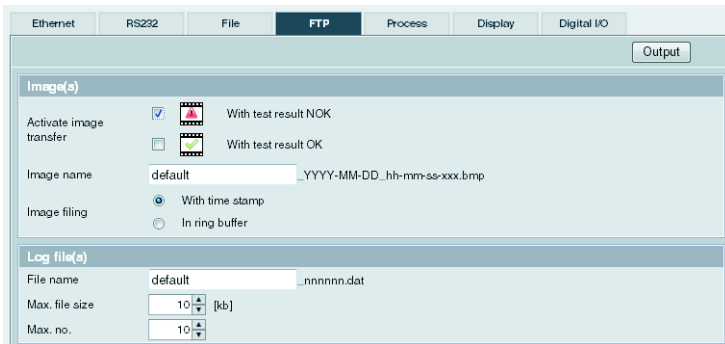 Ethernet RS232 File FTP Process Display Digital I/O
Output
Image(s)
Activate image transfer
With test result NOK
With test result OK
Image name default _YYYY-MM-DD_hh-mm-ss-xxx.bmp
Image filing
With time stamp
In ring buffer
Log file(s)
File name default _nnnnnn.dat
Max. file size 10 [kb]
Max. no. 10